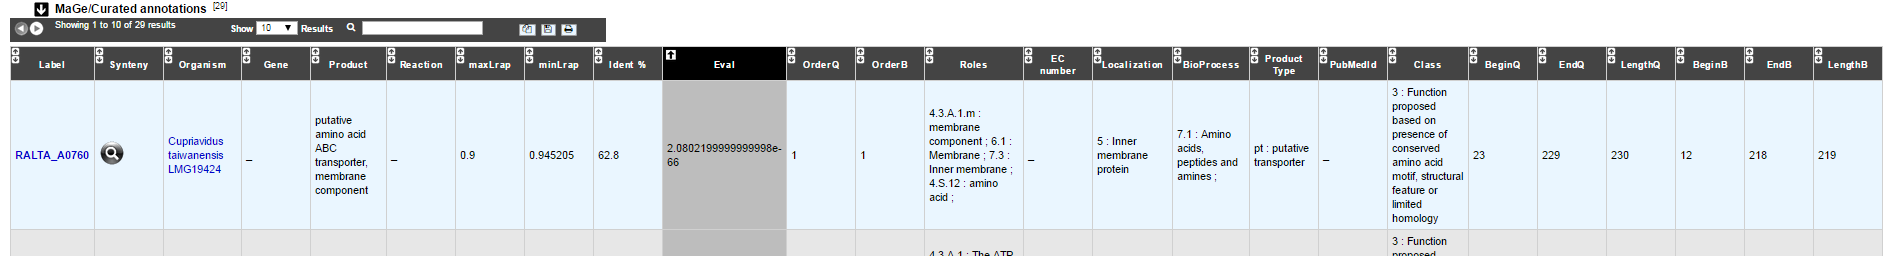 MaGe/Curated annotations [29]
Showing 1 to 10 of 29 results Show 10 Results
Label Synteny Organism Gene Product Reaction maxLrap minLrap Ident % Eval OrderQ OrderB Roles EC number Localization BioProcess Product Type PubMedId Class BeginQ EndQ LengthQ BeginB EndB LengthB
RALTA_A0760
Cupriavidus
taiwanensis
LMG19424
_
putative
amino acid
ABC
transporter,
membrane
component
_
0.9
0.945205
62.8
2.0802199999999998e-
66
1
1
4.3.A.1.m :
membrane
component ; 6.1 :
Membrane ; 7.3 :
Inner membrane ;
4.S.12 : amino
acid ;
_
5 : Inner
membrane
protein
7.1 : Amino
acids,
peptides and
amines ;
pt : putative
transporter
_
3 : Function
proposed
based on
presence of
conserved
amino acid
motif, structural
feature or
limited
homology
23
229
230
12
218
219
4.3.A.1 : The ATP
3 : Function
proposed